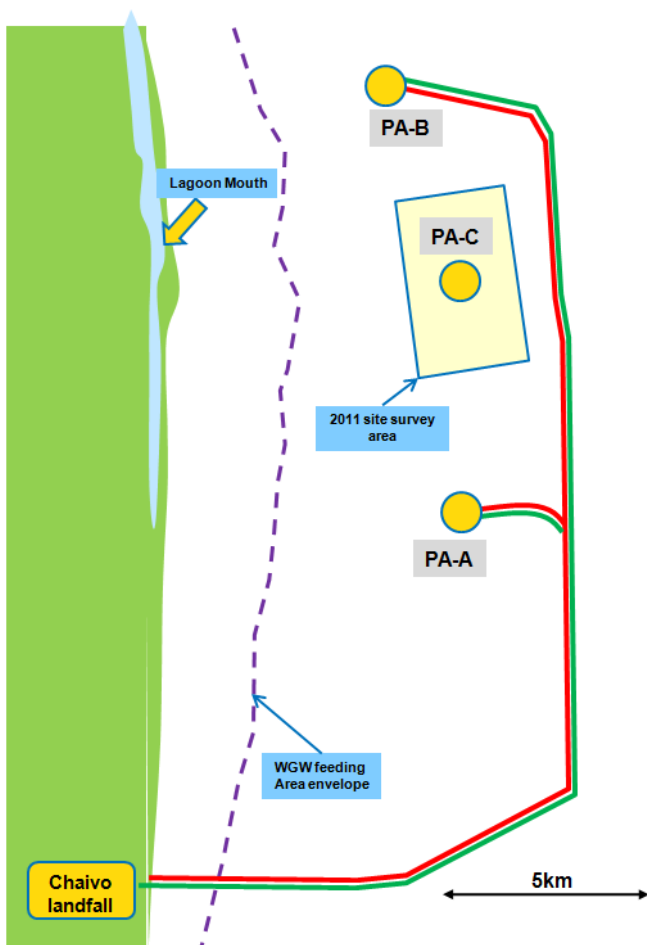 PA-B
Lagoon Mouth
PA-C
2011 site survey
area
PA-A
WGW feeding
Area envelope
Chaivo
landfall
5km